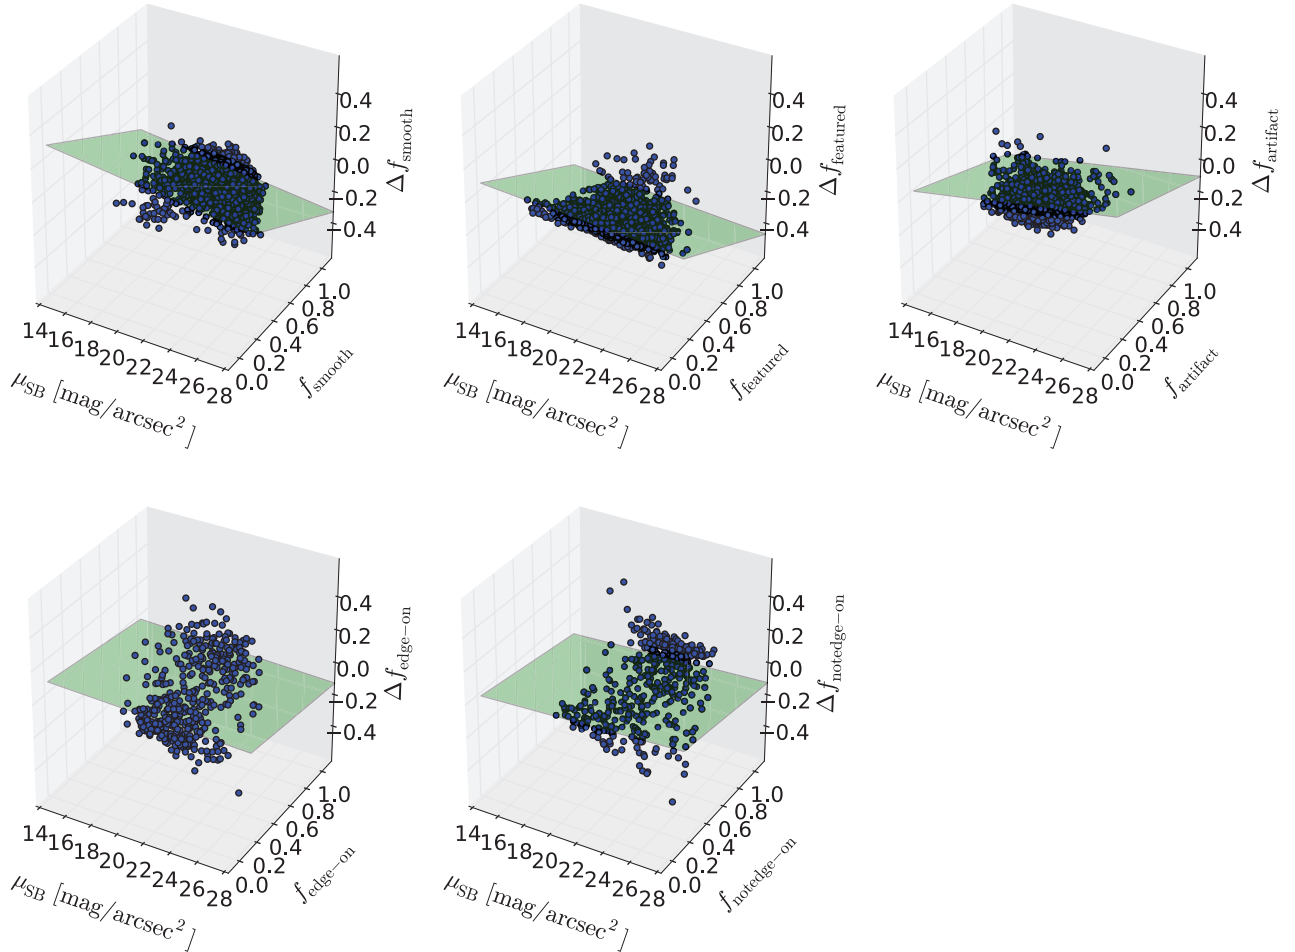 0.4
0.2
0.0
−0.2
−0.4
Δf_smooth
14 16 18 20 22 24 26 28
μ_SB [mag/arcsec²]
0.0 0.2 0.4 0.6 0.8 1.0
f_smooth
0.4
0.2
0.0
−0.2
−0.4
Δf_featured
14 16 18 20 22 24 26 28
μ_SB [mag/arcsec²]
0.0 0.2 0.4 0.6 0.8 1.0
f_featured
0.4
0.2
0.0
−0.2
−0.4
Δf_artifact
14 16 18 20 22 24 26 28
μ_SB [mag/arcsec²]
0.0 0.2 0.4 0.6 0.8 1.0
f_artifact
0.4
0.2
0.0
−0.2
−0.4
Δf_edge−on
14 16 18 20 22 24 26 28
μ_SB [mag/arcsec²]
0.0 0.2 0.4 0.6 0.8 1.0
f_edge−on
0.4
0.2
0.0
−0.2
−0.4
Δf_notedge−on
14 16 18 20 22 24 26 28
μ_SB [mag/arcsec²]
0.0 0.2 0.4 0.6 0.8 1.0
f_notedge−on